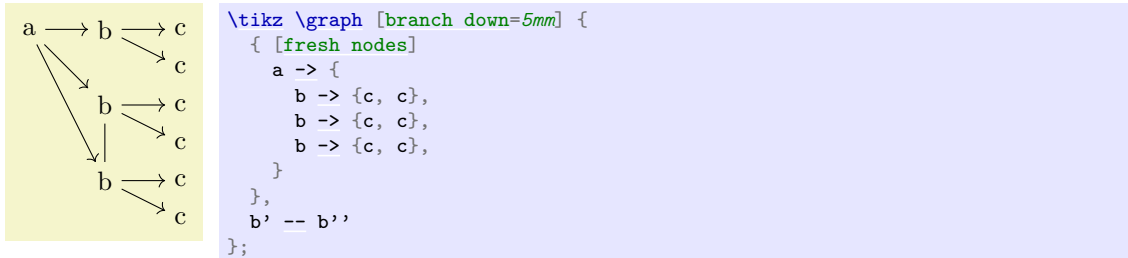 a b c
c
b c
c
b c
c
\tikz \graph [branch down=5mm] {
  { [fresh nodes]
    a -> {
      b -> {c, c},
      b -> {c, c},
      b -> {c, c},
    }
  },
  b' -- b''
};